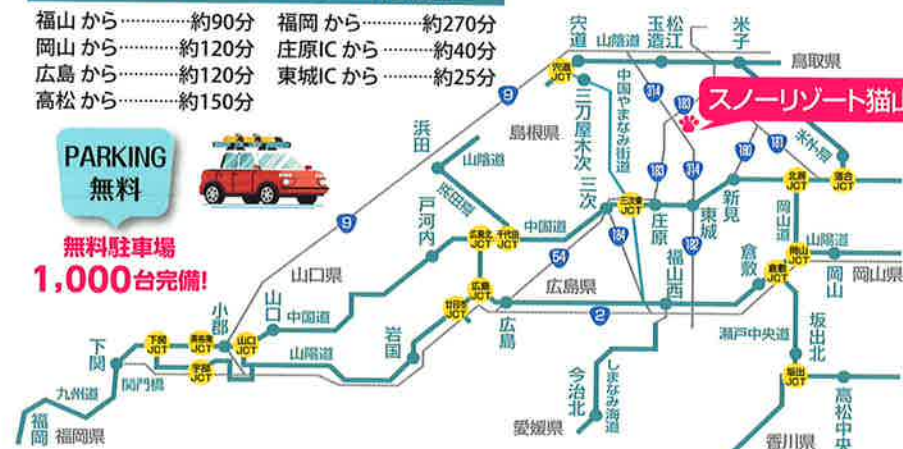 福山から…………約90分
岡山から…………約120分
広島から…………約120分
高松から…………約150分
福岡から…………約270分
庄原ICから………約40分
東城ICから………約25分
PARKING
無料
無料駐車場
1,000台完備!
スノーリゾート猫山
宍道
玉造
松江
米子
山陰道
鳥取県
宍道JCT
三刀屋木次
中国やまなみ街道
314
183
島根県
9
浜田
山陰道
浜田道
戸河内
広島北JCT
千代田JCT
中国道
三次
三次東JCT
庄原
183
314
東城
182
新見
180
181
米子道
北房JCT
落合JCT
岡山道
岡山JCT
山陽道
岡山
岡山県
倉敷
倉敷JCT
福山西
184
54
広島県
2
広島
広島JCT
廿日市JCT
岩国
山口県
9
山口
中国道
小郡
山口JCT
山陽道
下関JCT
宇部JCT
下関
関門橋
九州道
福岡
福岡県
瀬戸中央道
坂出北
坂出JCT
高松中央
香川県
しまなみ海道
今治北
愛媛県